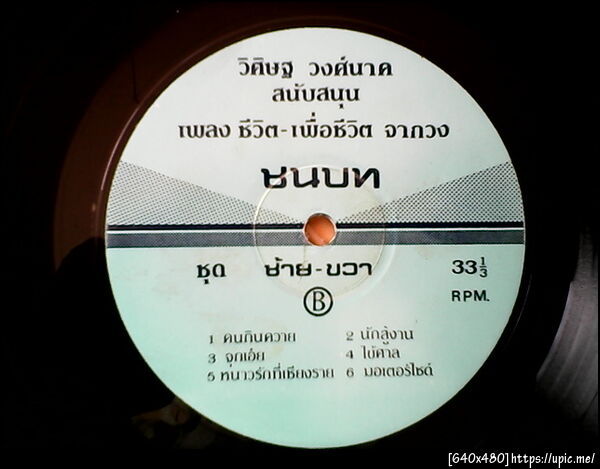 วิศิษฐ วงศ์นาค
สนับสนุน
เพลง ชีวิต-เพื่อชีวิต จากวง
ชนบท
ชุด ซ้าย-ขวา 33 1/3
Ⓑ RPM.
1 คนกินควาย 2 นักสู้งาน
3 จุกเอ๋ย 4 ไข้ศาล
5 หนาวรักที่เชียงราย 6 มอเตอร์ไซด์
[640x480]https://upic.me/